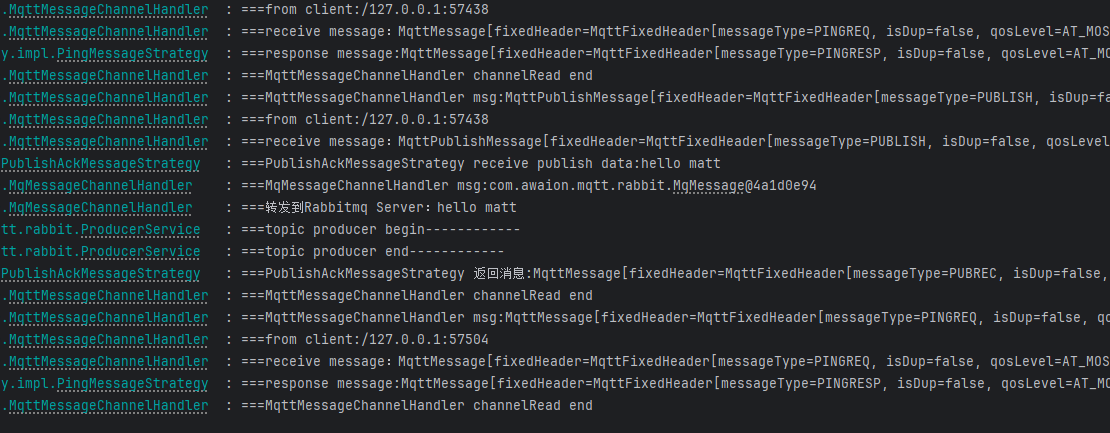 .MqttMessageChannelHandler : ===from client:/127.0.0.1:57438
.MqttMessageChannelHandler : ===receive message：MqttMessage[fixedHeader=MqttFixedHeader[messageType=PINGREQ, isDup=false, qosLevel=AT_MOS
y.impl.PingMessageStrategy : ===response message:MqttMessage[fixedHeader=MqttFixedHeader[messageType=PINGRESP, isDup=false, qosLevel=AT_MO
.MqttMessageChannelHandler : ===MqttMessageChannelHandler channelRead end
.MqttMessageChannelHandler : ===MqttMessageChannelHandler msg:MqttPublishMessage[fixedHeader=MqttFixedHeader[messageType=PUBLISH, isDup=fa
.MqttMessageChannelHandler : ===from client:/127.0.0.1:57438
.MqttMessageChannelHandler : ===receive message：MqttPublishMessage[fixedHeader=MqttFixedHeader[messageType=PUBLISH, isDup=false, qosLevel
PublishAckMessageStrategy : ===PublishAckMessageStrategy receive publish data:hello matt
.MqMessageChannelHandler : ===MqMessageChannelHandler msg:com.awaion.mqtt.rabbit.MqMessage@4a1d0e94
.MqMessageChannelHandler : ===转发到Rabbitmq Server：hello matt
tt.rabbit.ProducerService : ===topic producer begin------------
tt.rabbit.ProducerService : ===topic producer end------------
PublishAckMessageStrategy : ===PublishAckMessageStrategy 返回消息:MqttMessage[fixedHeader=MqttFixedHeader[messageType=PUBREC, isDup=false,
.MqttMessageChannelHandler : ===MqttMessageChannelHandler channelRead end
.MqttMessageChannelHandler : ===MqttMessageChannelHandler msg:MqttMessage[fixedHeader=MqttFixedHeader[messageType=PINGREQ, isDup=false, qo
.MqttMessageChannelHandler : ===from client:/127.0.0.1:57504
.MqttMessageChannelHandler : ===receive message：MqttMessage[fixedHeader=MqttFixedHeader[messageType=PINGREQ, isDup=false, qosLevel=AT_MOS
y.impl.PingMessageStrategy : ===response message:MqttMessage[fixedHeader=MqttFixedHeader[messageType=PINGRESP, isDup=false, qosLevel=AT_MO
.MqttMessageChannelHandler : ===MqttMessageChannelHandler channelRead end